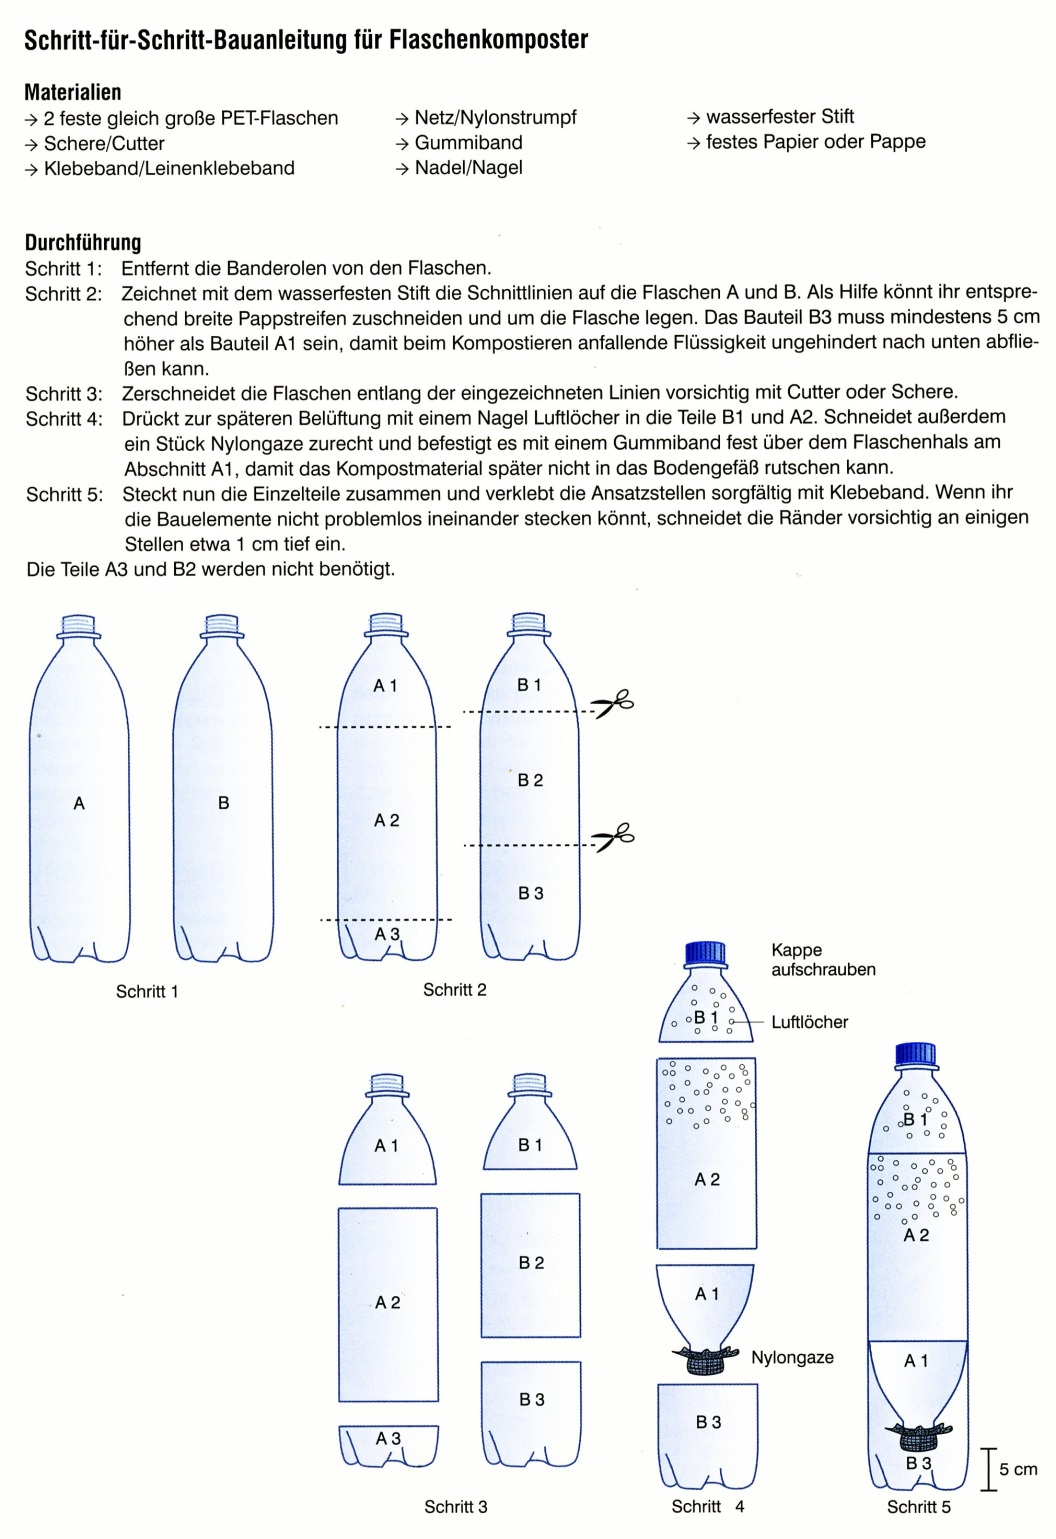 Schritt-für-Schritt-Bauanleitung für Flaschenkomposter
Materialien
→ 2 feste gleich große PET-Flaschen
→ Schere/Cutter
→ Klebeband/Leinenklebeband
→ Netz/Nylonstrumpf
→ Gummiband
→ Nadel/Nagel
→ wasserfester Stift
→ festes Papier oder Pappe
Durchführung
Schritt 1: Entfernt die Banderolen von den Flaschen.
Schritt 2: Zeichnet mit dem wasserfesten Stift die Schnittlinien auf die Flaschen A und B. Als Hilfe könnt ihr entspre-
chend breite Pappstreifen zuschneiden und um die Flasche legen. Das Bauteil B3 muss mindestens 5 cm
höher als Bauteil A1 sein, damit beim Kompostieren anfallende Flüssigkeit ungehindert nach unten abflie-
ßen kann.
Schritt 3: Zerschneidet die Flaschen entlang der eingezeichneten Linien vorsichtig mit Cutter oder Schere.
Schritt 4: Drückt zur späteren Belüftung mit einem Nagel Luftlöcher in die Teile B1 und A2. Schneidet außerdem
ein Stück Nylongaze zurecht und befestigt es mit einem Gummiband fest über dem Flaschenhals am
Abschnitt A1, damit das Kompostmaterial später nicht in das Bodengefäß rutschen kann.
Schritt 5: Steckt nun die Einzelteile zusammen und verklebt die Ansatzstellen sorgfältig mit Klebeband. Wenn ihr
die Bauelemente nicht problemlos ineinander stecken könnt, schneidet die Ränder vorsichtig an einigen
Stellen etwa 1 cm tief ein.
Die Teile A3 und B2 werden nicht benötigt.
A
B
Schritt 1
A 1
A 2
A 3
B 1
B 2
B 3
Schritt 2
A 1
A 2
A 3
B 1
B 2
B 3
Schritt 3
Kappe
aufschrauben
B 1
Luftlöcher
A 2
A 1
Nylongaze
B 3
Schritt 4
B 1
A 2
A 1
B 3
5 cm
Schritt 5